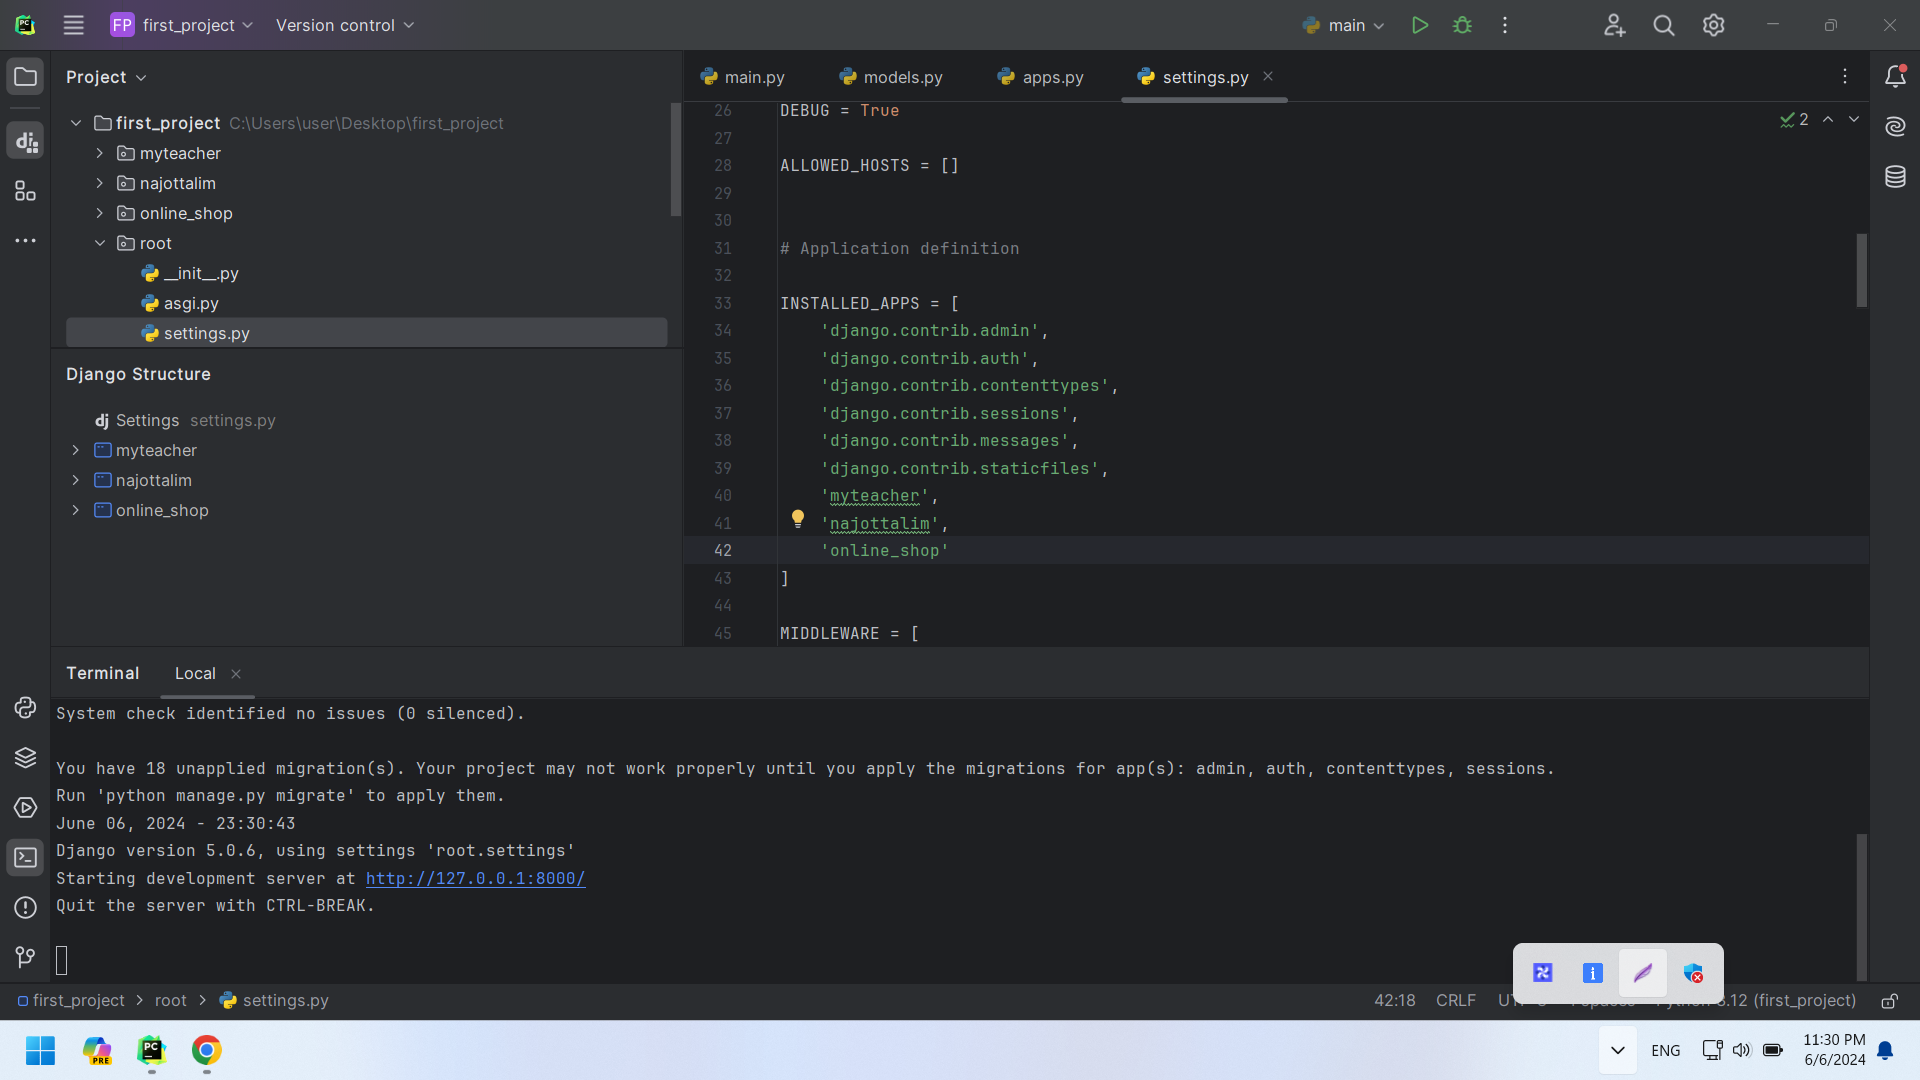 FP first_project
Version control
main
Project
main.py
models.py
apps.py
settings.py
first_project C:\Users\user\Desktop\first_project
myteacher
najottalim
online_shop
root
__init__.py
asgi.py
settings.py
Django Structure
dj Settings settings.py
myteacher
najottalim
online_shop
2
26 DEBUG = True
27
28 ALLOWED_HOSTS = []
29
30
31 # Application definition
32
33 INSTALLED_APPS = [
34 'django.contrib.admin',
35 'django.contrib.auth',
36 'django.contrib.contenttypes',
37 'django.contrib.sessions',
38 'django.contrib.messages',
39 'django.contrib.staticfiles',
40 'myteacher',
41 'najottalim',
42 'online_shop'
43 ]
44
45 MIDDLEWARE = [
Terminal Local
System check identified no issues (0 silenced).
You have 18 unapplied migration(s). Your project may not work properly until you apply the migrations for app(s): admin, auth, contenttypes, sessions.
Run 'python manage.py migrate' to apply them.
June 06, 2024 - 23:30:43
Django version 5.0.6, using settings 'root.settings'
Starting development server at http://127.0.0.1:8000/
Quit the server with CTRL-BREAK.
first_project > root > settings.py
42:18 CRLF (first_project)
PC
PRE
ENG
11:30 PM
6/6/2024